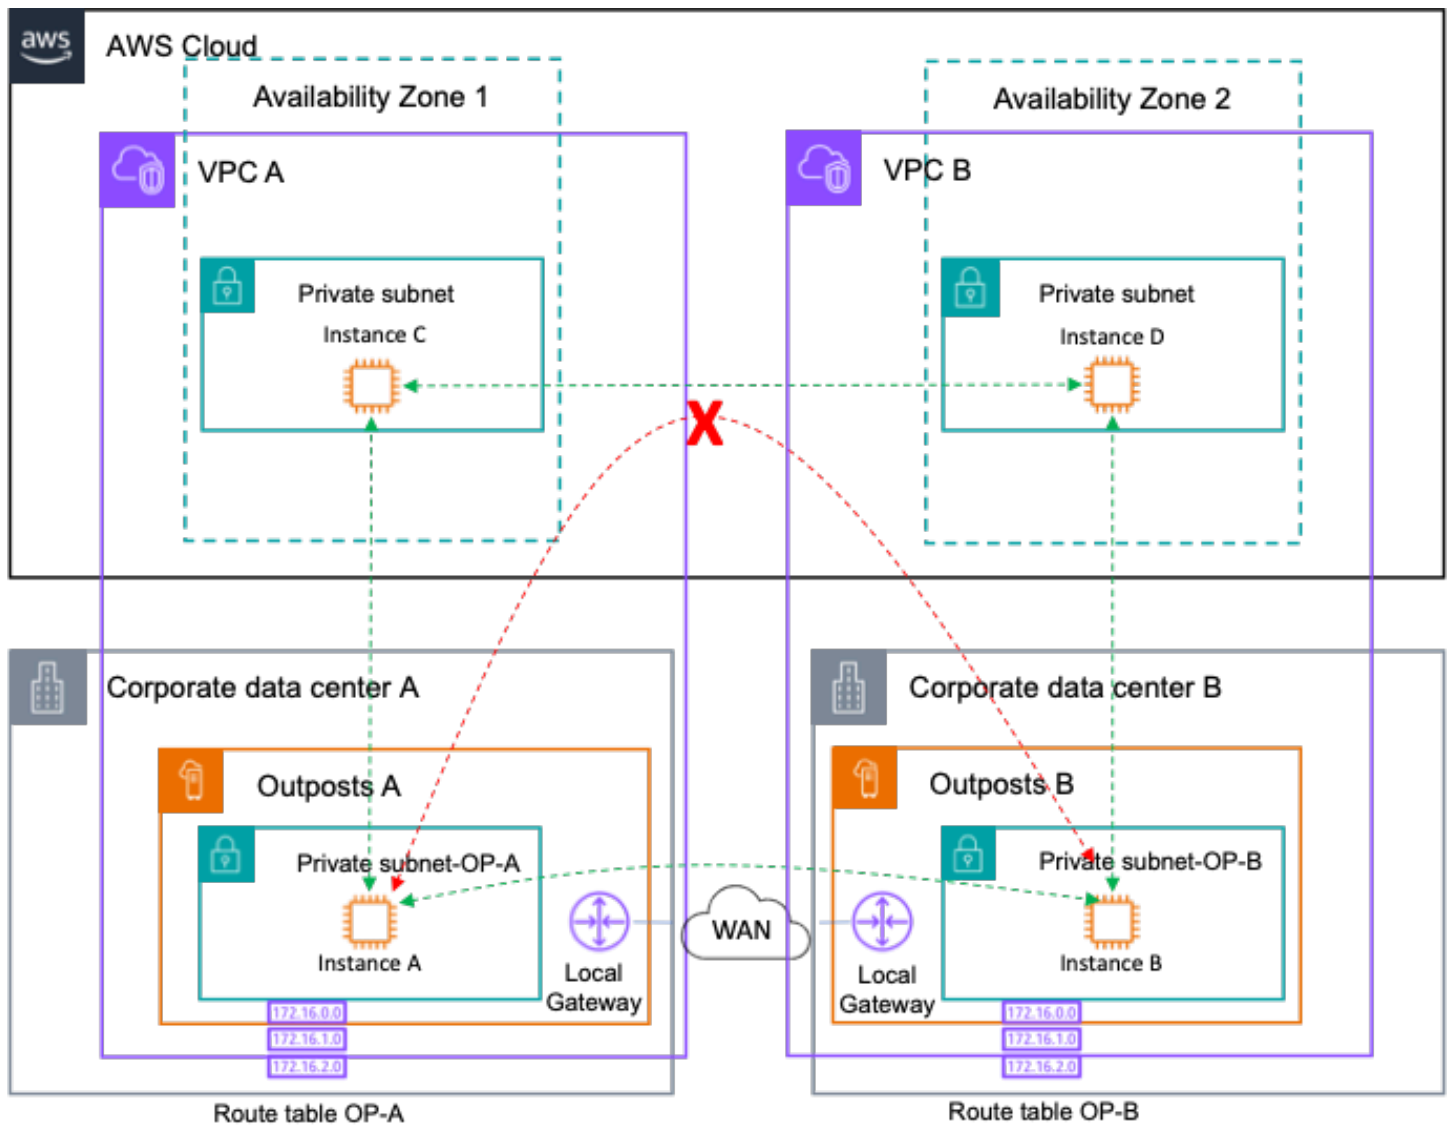 aws
AWS Cloud
Availability Zone 1
Availability Zone 2
VPC A
VPC B
Private subnet
Instance C
Private subnet
Instance D
X
Corporate data center A
Corporate data center B
Outposts A
Outposts B
Private subnet-OP-A
Private subnet-OP-B
WAN
Instance A
Local
Gateway
Local
Gateway
Instance B
172.16.0.0
172.16.1.0
172.16.2.0
172.16.0.0
172.16.1.0
172.16.2.0
Route table OP-A
Route table OP-B